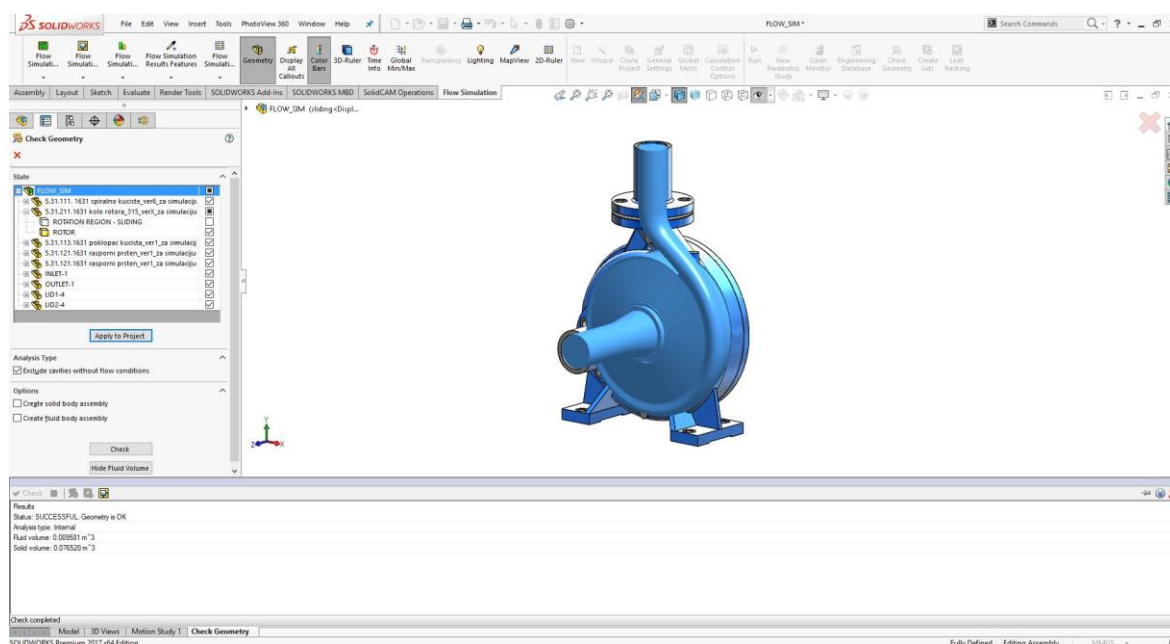 SOLIDWORKS File Edit View Insert Tools PhotoView 360 Window Help FLOW_SIM * Search Commands
Flow Simulati... Flow Simulati... Flow Simulati... Flow Simulation Results Features Flow Simulati... Geometry Display All Callouts Color Bars 3D-Ruler Time Info Global Min/Max Transparency Lighting MapView 2D-Ruler New Wizard Clone Project General Settings Global Mesh Calculation Control Options Run New Parametric Study Open Monitor Engineering Database Check Geometry Create Lids Leak Tracking
Assembly Layout Sketch Evaluate Render Tools SOLIDWORKS Add-Ins SOLIDWORKS MBD SolidCAM Operations Flow Simulation
FLOW_SIM (sliding<Displ...
Check Geometry
State
FLOW_SIM
5.31.111. 1631 spiralno kuciste_ver6_za simulaciju
5.31.211.1631 kolo rotora_315_verX_za simulaciju
ROTATION REGION - SLIDING
ROTOR
5.31.113.1631 poklopac kucista_ver1_za simulacij
5.31.121.1631 rasporni prsten_ver1_za simulaciju
5.31.121.1631 rasporni prsten_ver1_za simulaciju
INLET-1
OUTLET-1
LID1-4
LID2-4
Apply to Project
Analysis Type
Exclude cavities without flow conditions
Options
Create solid body assembly
Create fluid body assembly
Check
Hide Fluid Volume
Y
Z X
Check
Results
Status: SUCCESSFUL. Geometry is OK
Analysis type: Internal
Fluid volume: 0.009581 m^3
Solid volume: 0.076520 m^3
Check completed
Model 3D Views Motion Study 1 Check Geometry
SOLIDWORKS Premium 2017 x64 Edition Fully Defined Editing Assembly MMGS